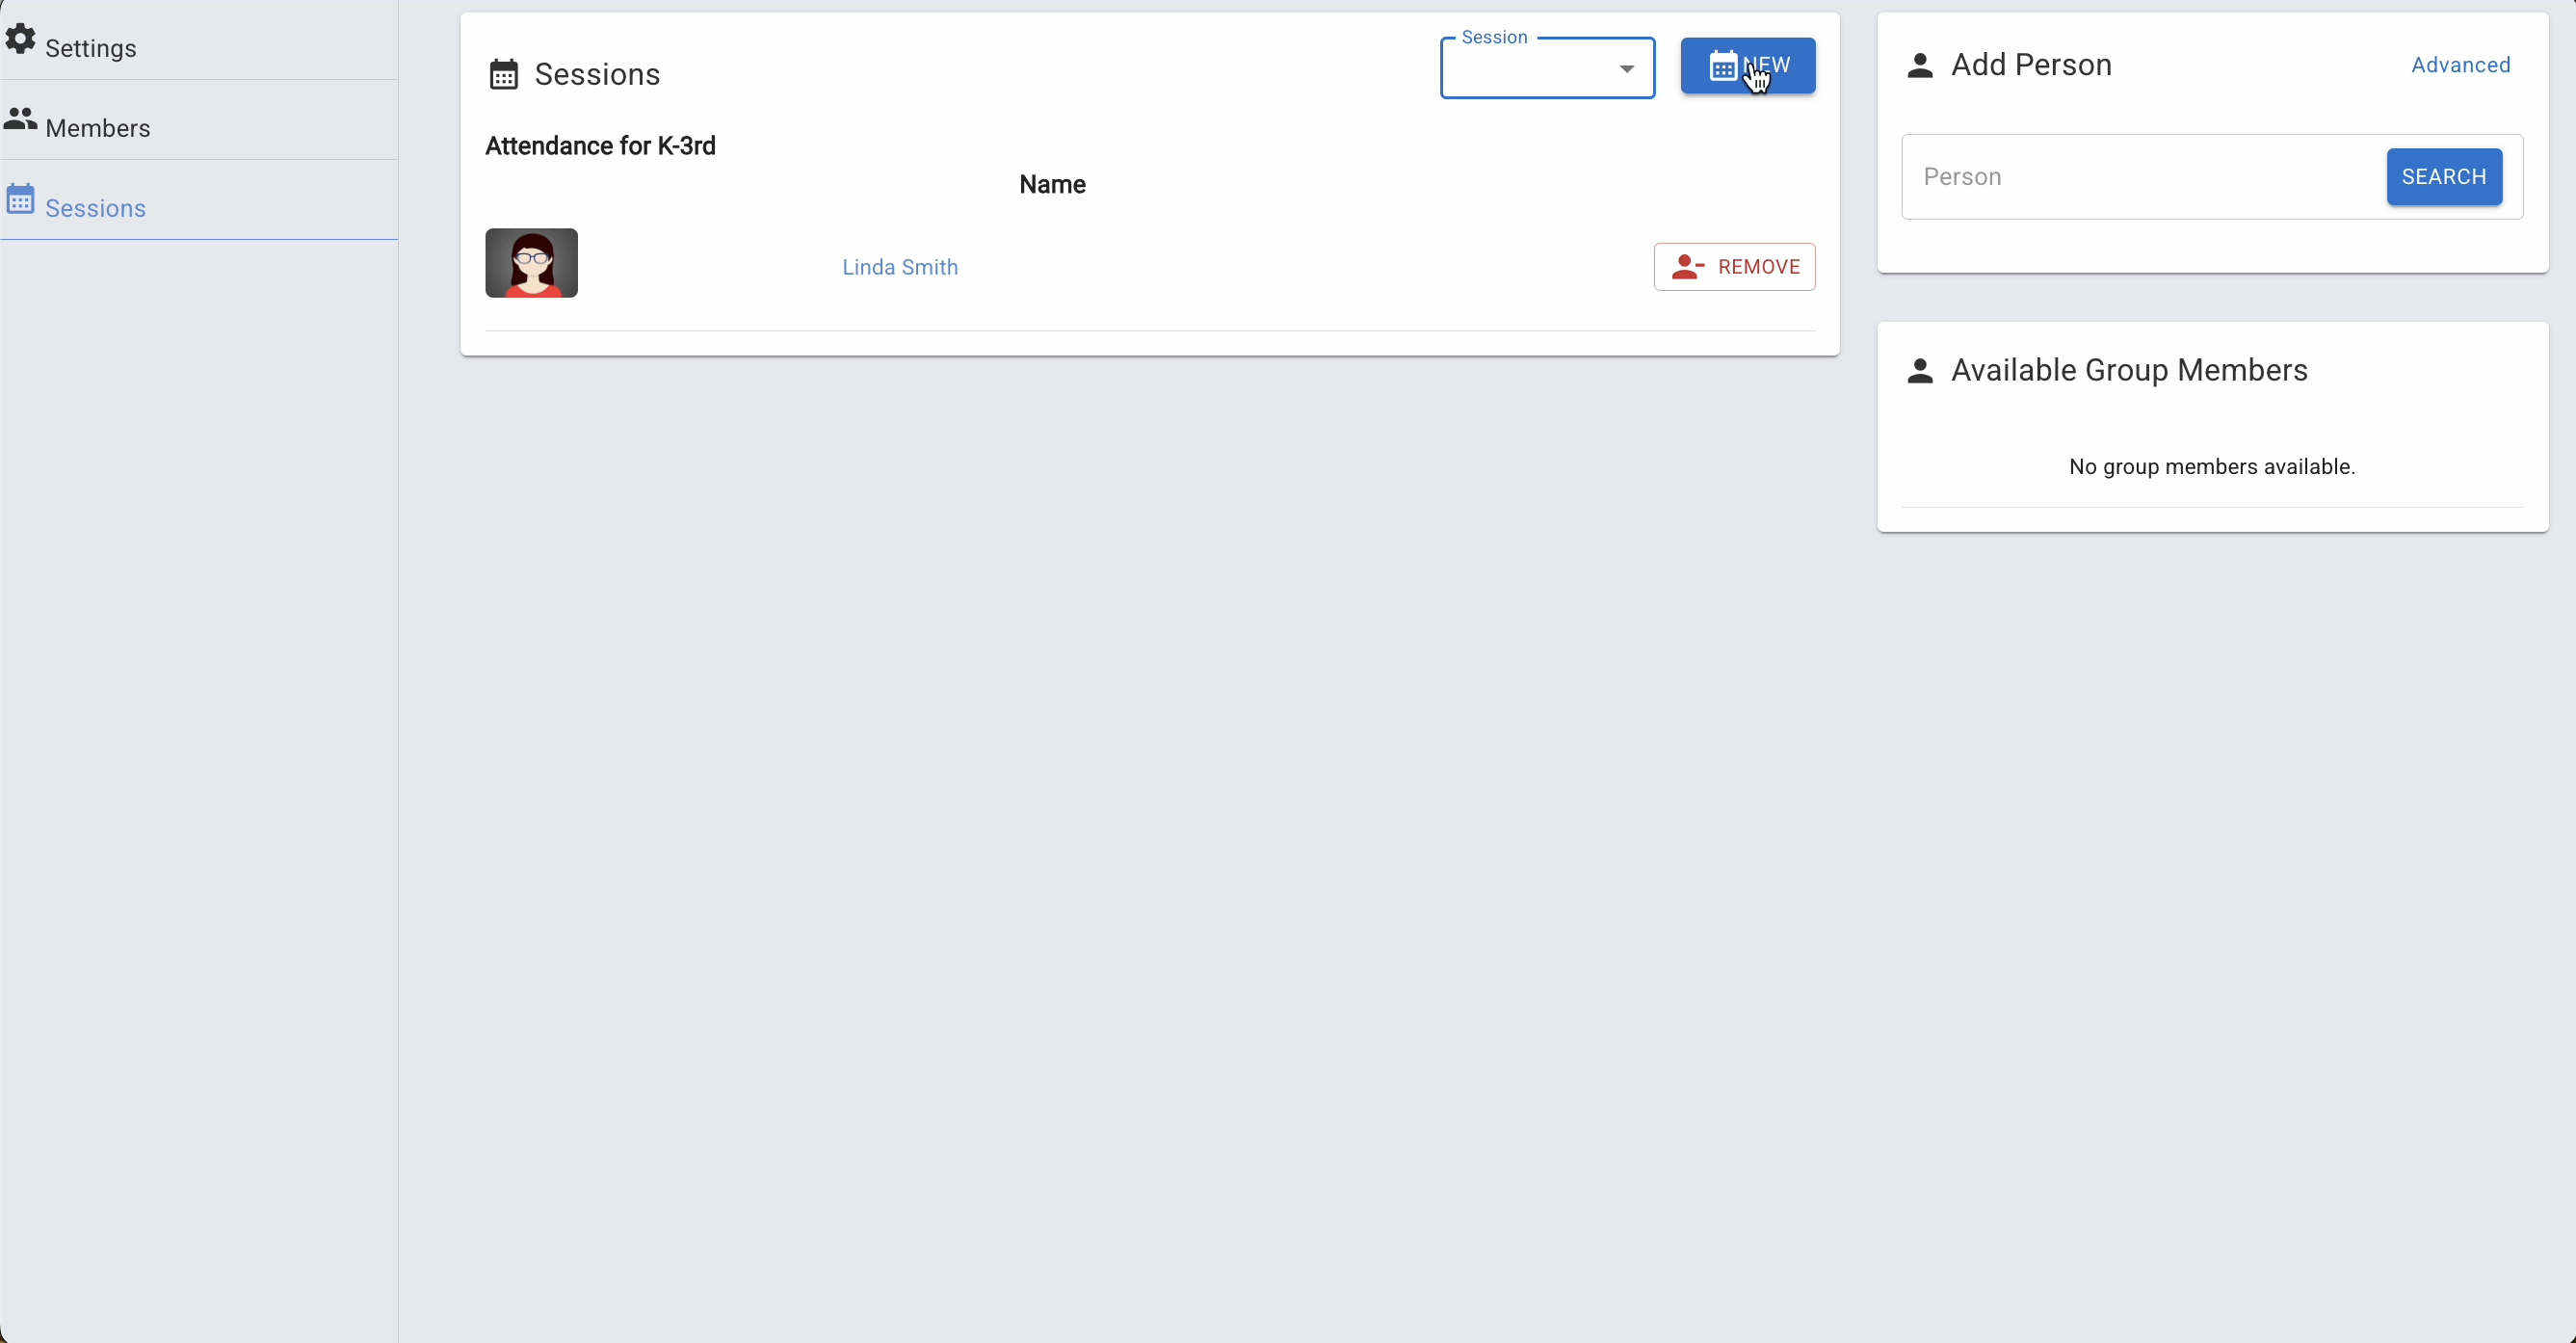 Settings
Members
Sessions
Sessions
Session
NEW
Attendance for K-3rd
Name
Linda Smith
REMOVE
Add Person
Advanced
Person
SEARCH
Available Group Members
No group members available.